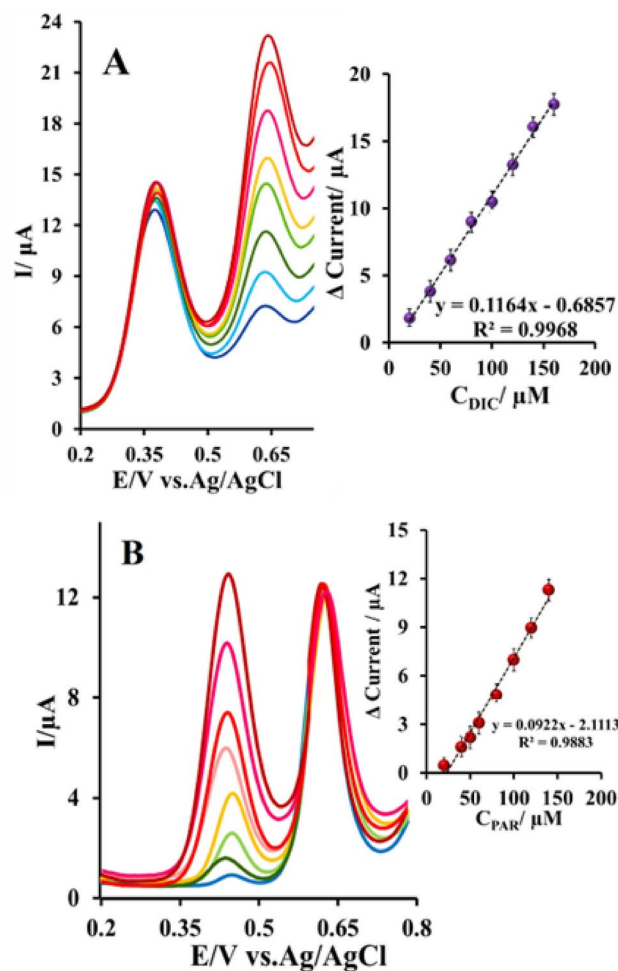 A
24
21
18
15
12
9
6
3
0
I/ µA
0.2 0.35 0.5 0.65
E/V vs.Ag/AgCl
20
15
10
5
0
Δ Current/ µA
y = 0.1164x - 0.6857
R² = 0.9968
0 50 100 150 200
C_DIC/ µM
B
12
8
4
0
I/µA
0.2 0.35 0.5 0.65 0.8
E/V vs.Ag/AgCl
15
12
9
6
3
0
Δ Current / µA
y = 0.0922x - 2.1113
R² = 0.9883
0 50 100 150 200
C_PAR/ µM